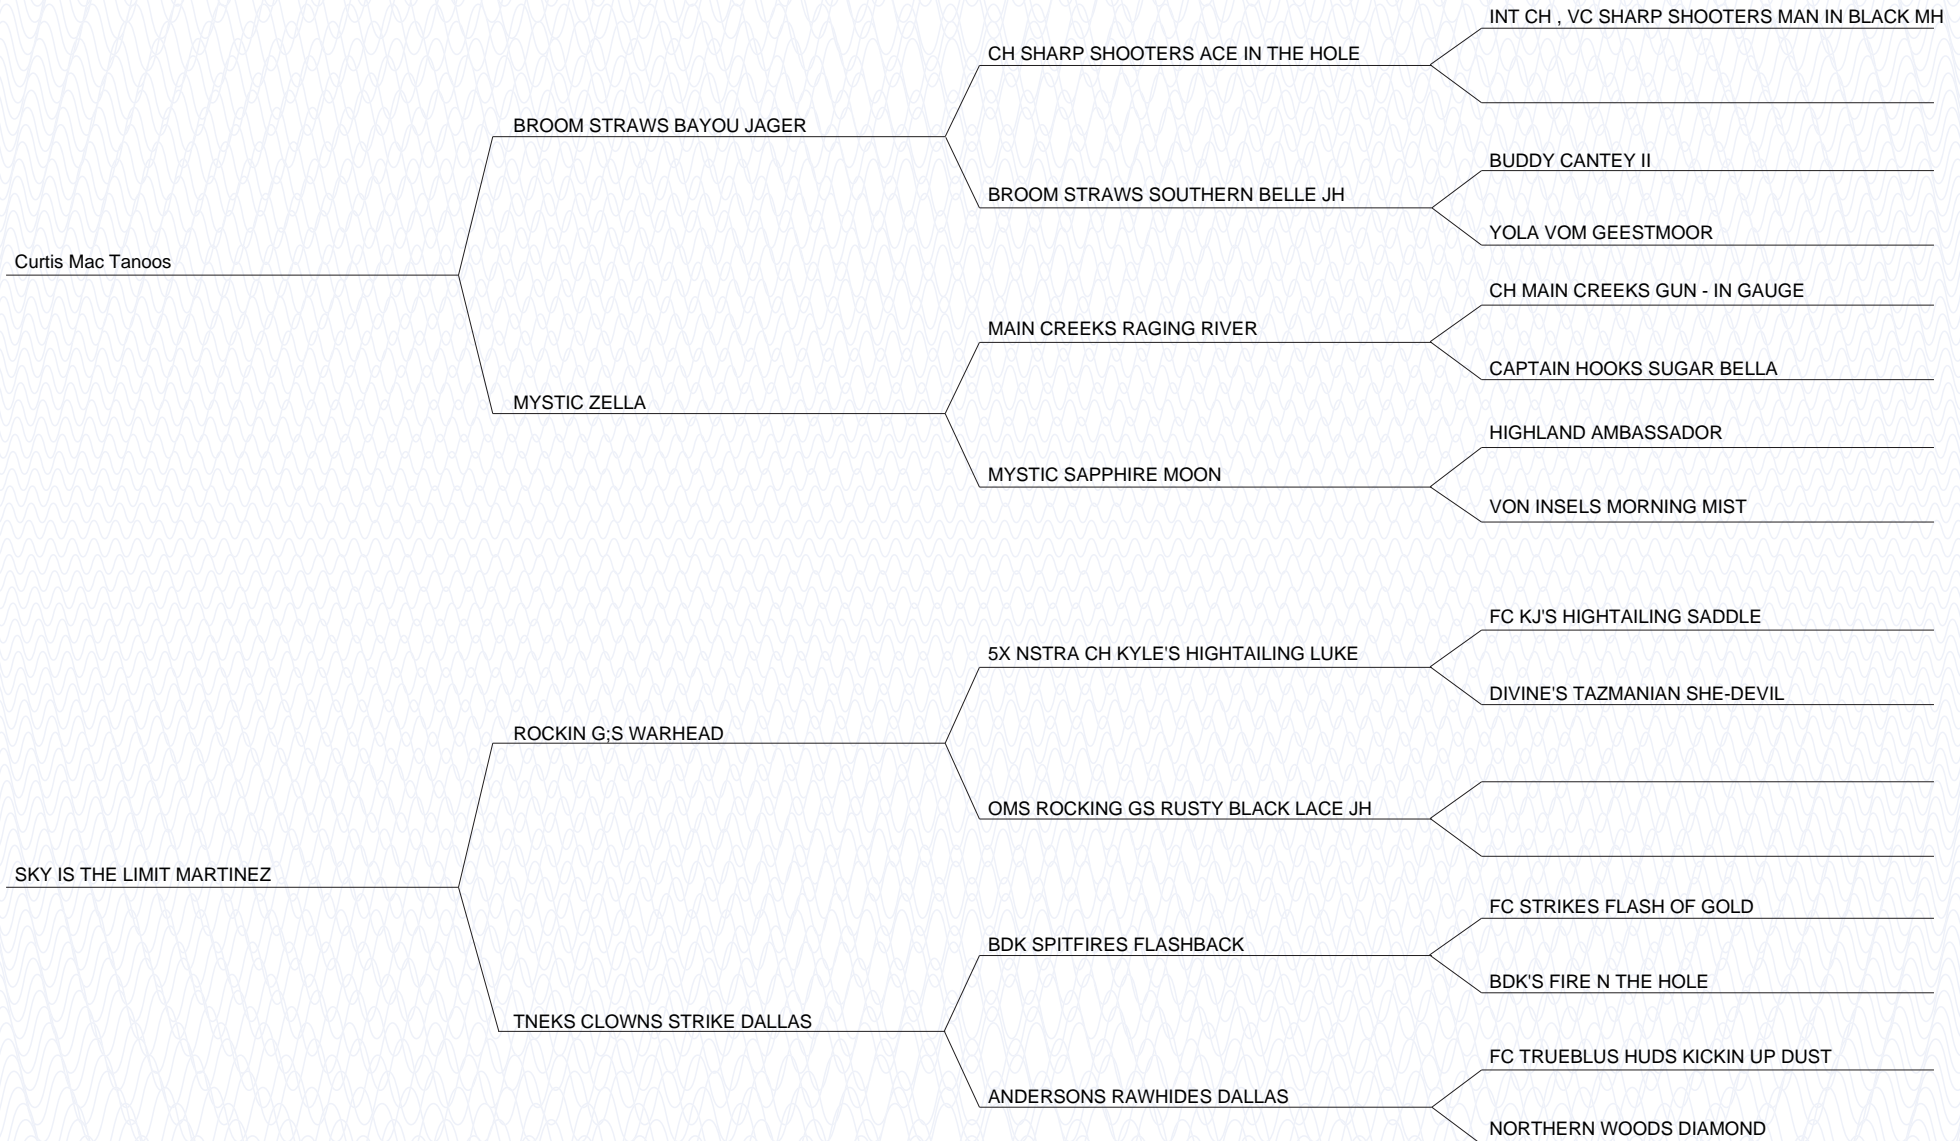 INT CH , VC SHARP SHOOTERS MAN IN BLACK MH
CH SHARP SHOOTERS ACE IN THE HOLE
BROOM STRAWS BAYOU JAGER
BUDDY CANTEY II
BROOM STRAWS SOUTHERN BELLE JH
YOLA VOM GEESTMOOR
Curtis Mac Tanoos
CH MAIN CREEKS GUN - IN GAUGE
MAIN CREEKS RAGING RIVER
CAPTAIN HOOKS SUGAR BELLA
MYSTIC ZELLA
HIGHLAND AMBASSADOR
MYSTIC SAPPHIRE MOON
VON INSELS MORNING MIST
FC KJ'S HIGHTAILING SADDLE
5X NSTRA CH KYLE'S HIGHTAILING LUKE
DIVINE'S TAZMANIAN SHE-DEVIL
ROCKIN G;S WARHEAD
OMS ROCKING GS RUSTY BLACK LACE JH
SKY IS THE LIMIT MARTINEZ
FC STRIKES FLASH OF GOLD
BDK SPITFIRES FLASHBACK
BDK'S FIRE N THE HOLE
TNEKS CLOWNS STRIKE DALLAS
FC TRUEBLUS HUDS KICKIN UP DUST
ANDERSONS RAWHIDES DALLAS
NORTHERN WOODS DIAMOND